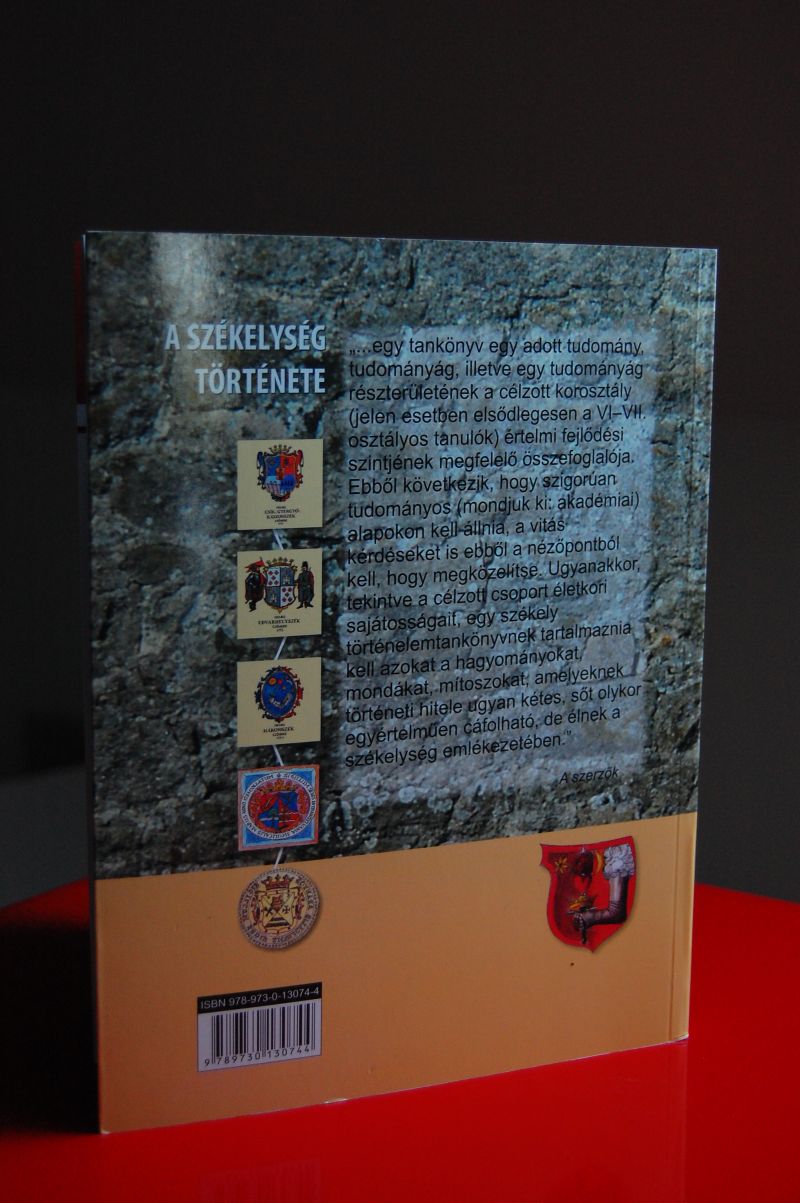 A SZÉKELYSÉG
TÖRTÉNETE
„…egy tankönyv egy adott tudomány,
tudományág, illetve egy tudományág
részterületének a célzott korosztály
(jelen esetben elsődlegesen a VI–VII.
osztályos tanulók) értelmi fejlődési
szintjének megfelelő összefoglalója.
Ebből következik, hogy szigorúan
tudományos (mondjuk ki: akadémiai)
alapokon kell állnia, a vitás
kérdéseket is ebből a nézőpontból
kell, hogy megközelítse. Ugyanakkor,
tekintve a célzott csoport életkori
sajátosságait, egy székely
történelemtankönyvnek tartalmaznia
kell azokat a hagyományokat,
mondákat, mítoszokat, amelyeknek
történeti hitele ugyan kétes, sőt olykor
egyértelműen cáfolható, de élnek a
székelység emlékezetében.”
A szerzők
UDVARHELYSZÉK
ISBN 978-973-0-13074-4
9 789730 130744